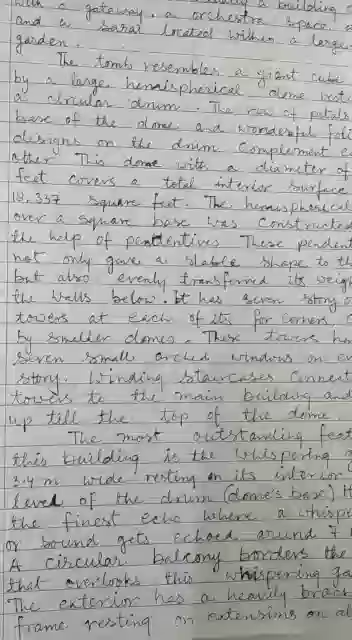 with a gateway, a orchestra space a
and a sarai located within a large
garden.
The tomb resembles a giant cube
by a large hemispherical dome rest
a circular drum. The row of petals
base of the dome and wonderful foli
designs on the drum complement e
other This dome with a diameter of
feet covers a total interior surface
18,337 square feet. The hemispherical
over a square base was constructed
the help of pendentives These pendent
not only gave a stable shape to th
but also evenly transferred its weigh
the walls below. It has seven story o
towers at each of its for corners c
by smaller domes. These towers ha
seven small arched windows on ev
story. Winding staircases connect
towers to the main building and
up till the top of the dome
The most outstanding feat
this building is the whispering g
3.4 m wide resting on its interior
level of the drum (dome's base) It
the finest echo where a whispe
or sound gets echoed around 7
A circular balcony borders the
that overlooks this whispering ga
The exterior has a heavily brack
frame resting on extensions on al